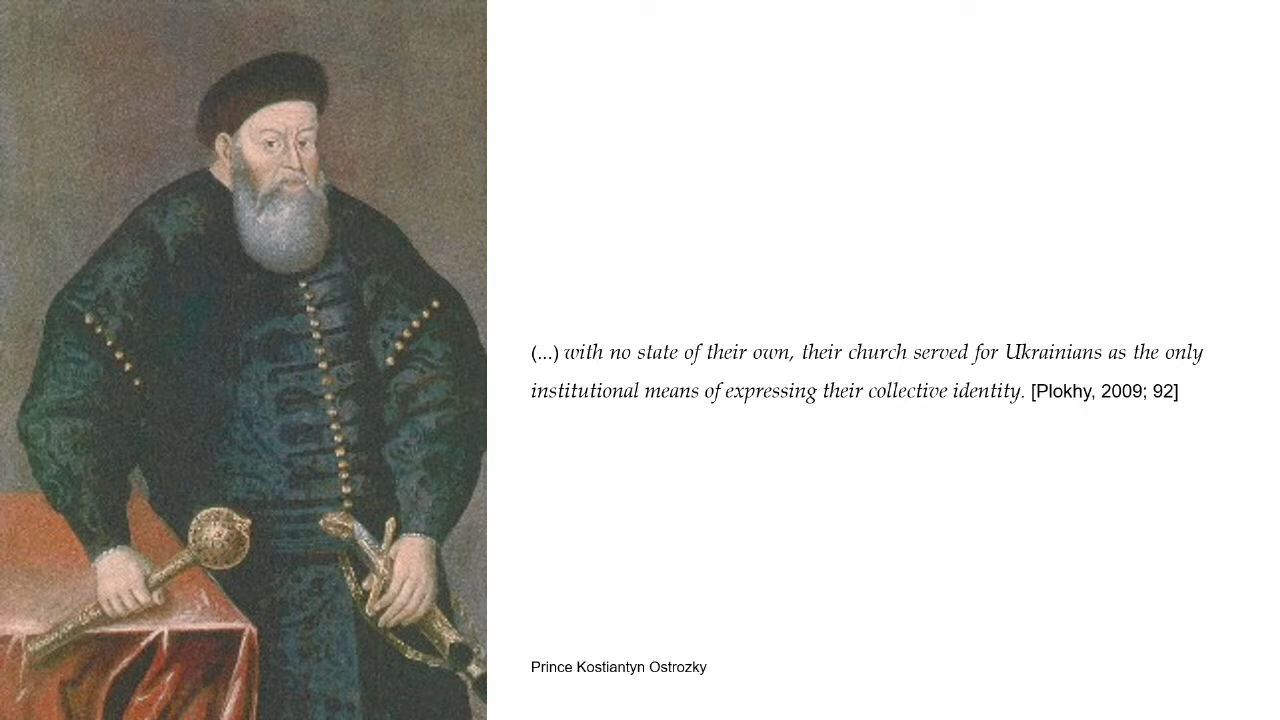 (...) with no state of their own, their church served for Ukrainians as the only
institutional means of expressing their collective identity. [Plokhy, 2009; 92]
Prince Kostiantyn Ostrozky